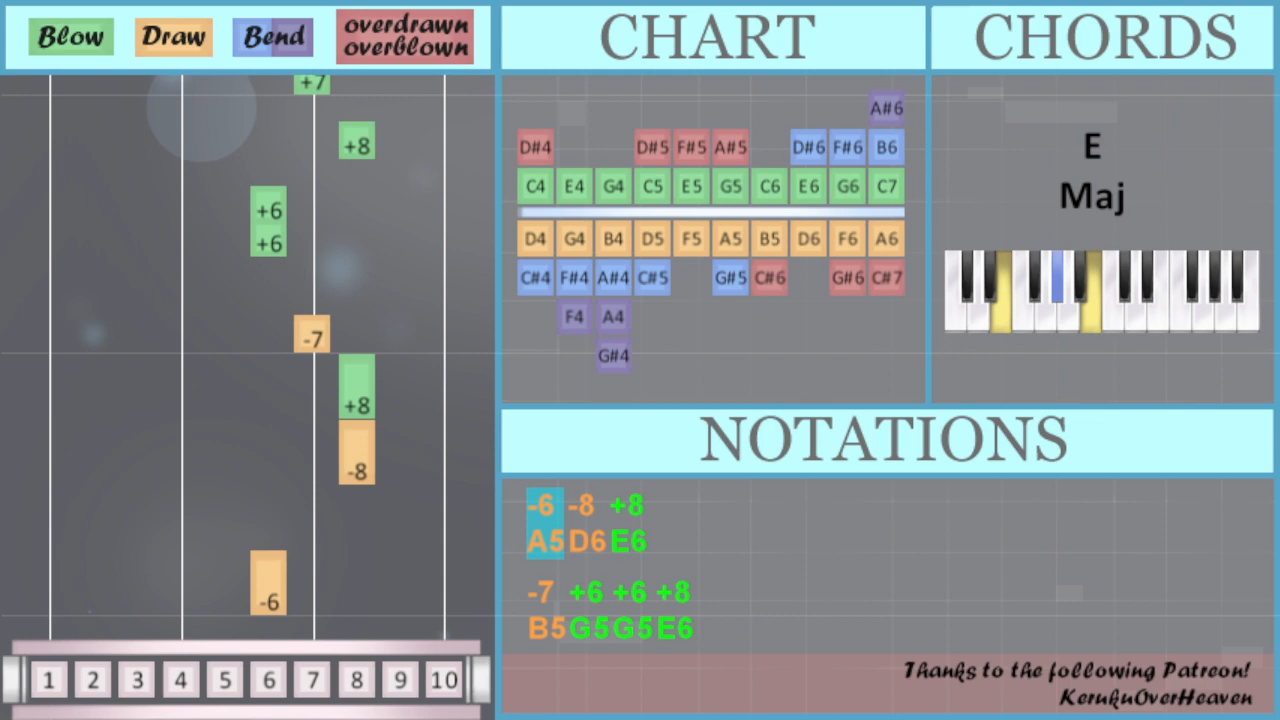 Blow Draw Bend overdrawn
overblown
CHART
CHORDS
+7
+8
+6
+6
-7
+8
-8
-6
1 2 3 4 5 6 7 8 9 10
A#6
D#4 D#5 F#5 A#5 D#6 F#6 B6
C4 E4 G4 C5 E5 G5 C6 E6 G6 C7
D4 G4 B4 D5 F5 A5 B5 D6 F6 A6
C#4 F#4 A#4 C#5 G#5 C#6 G#6 C#7
F4 A4
G#4
E
Maj
NOTATIONS
-6 -8 +8
A5 D6 E6
-7 +6 +6 +8
B5 G5 G5 E6
Thanks to the following Patreon!
KerukuOverHeaven